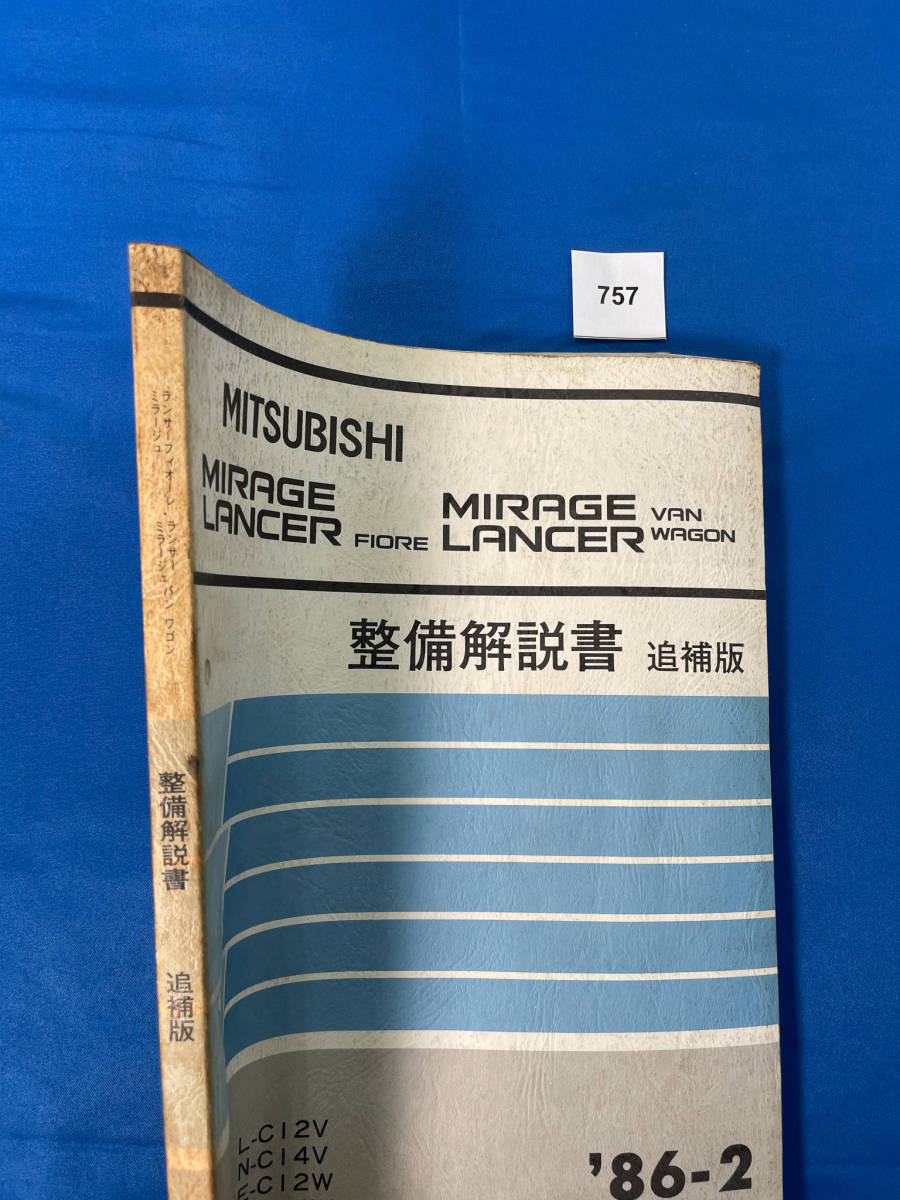 757
MITSUBISHI
MIRAGE
LANCER FIORE
MIRAGE VAN
LANCER WAGON
整備解説書 追補版
L-C12V
N-C14V
E-C12W
'86-2
ランサーフィオーレ・ランサー
ミラージュ ミラージュ バン ワゴン
整備解説書 追補版